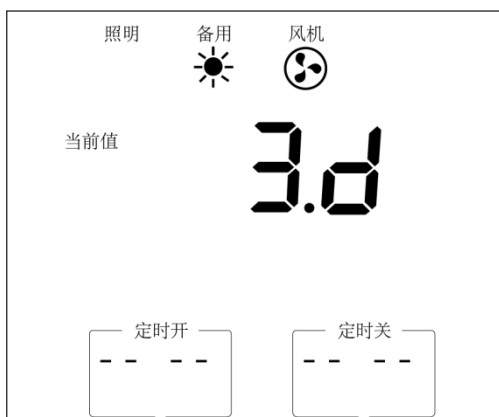 照明 备用 风机
当前值 3.d
定时开 定时关
-- -- -- --